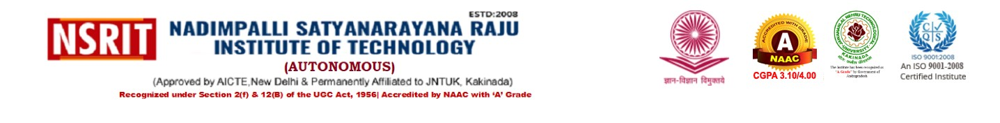 ESTD:2008
NSRIT
NADIMPALLI SATYANARAYANA RAJU
INSTITUTE OF TECHNOLOGY
(AUTONOMOUS)
(Approved by AICTE,New Delhi & Permanently Affiliated to JNTUK, Kakinada)
Recognized under Section 2(f) & 12(B) of the UGC Act, 1956| Accredited by NAAC with ‘A’ Grade
ज्ञान-विज्ञान विमुक्तये
ACCREDITED WITH GRADE
A
NAAC
CGPA 3.10/4.00
JAWAHARLAL NEHRU TECHNOLOGICAL
UNIVERSITY
KAKINADA
The institute has been recognized as
"A Grade" by Government of
Andrapradesh
CQS
ISO 9001:2008
An ISO 9001-2008
Certified Institute